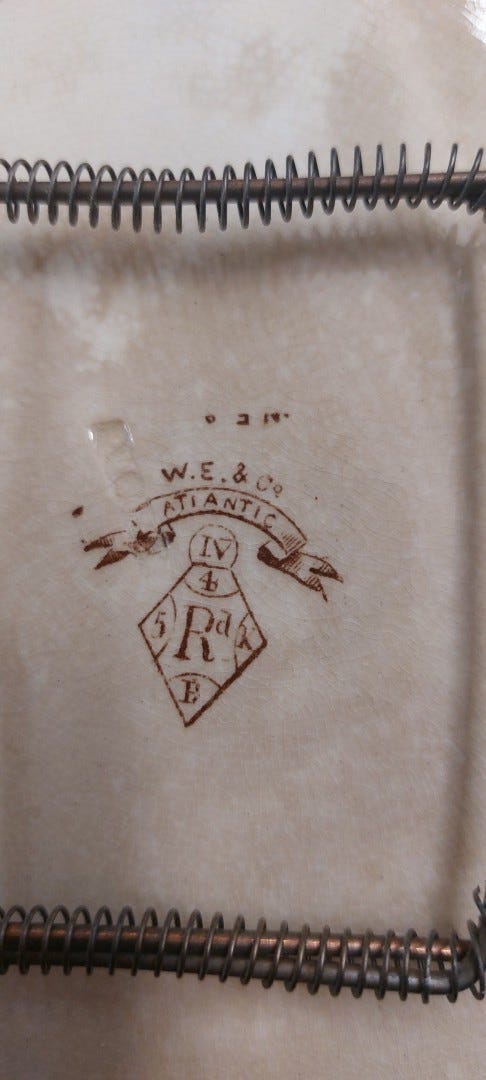 W.E. & Co
ATLANTIC
IV
4
5 Rd K
B